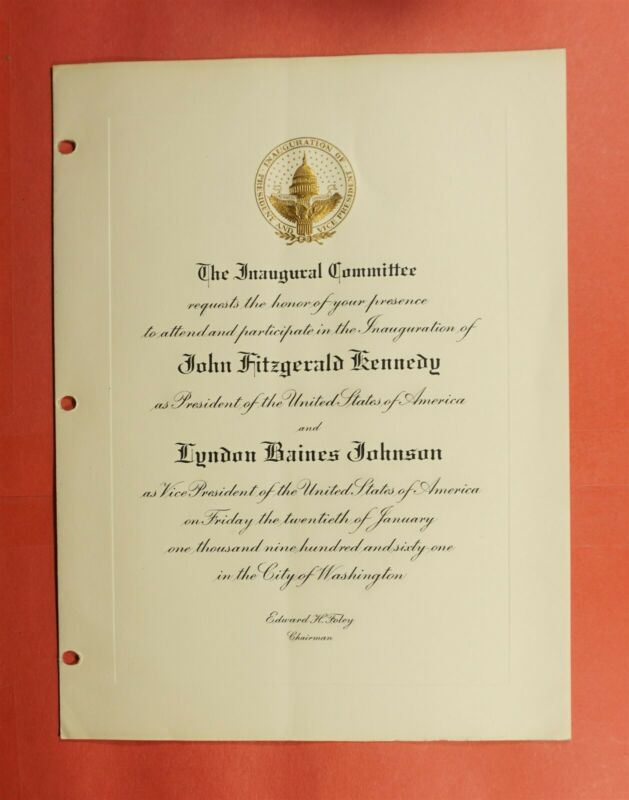 INAUGURATION OF
PRESIDENT AND VICE PRESIDENT
The Inaugural Committee
requests the honor of your presence
to attend and participate in the Inauguration of
John Fitzgerald Kennedy
as President of the United States of America
and
Lyndon Baines Johnson
as Vice President of the United States of America
on Friday the twentieth of January
one thousand nine hundred and sixty-one
in the City of Washington
Edward H. Foley
Chairman